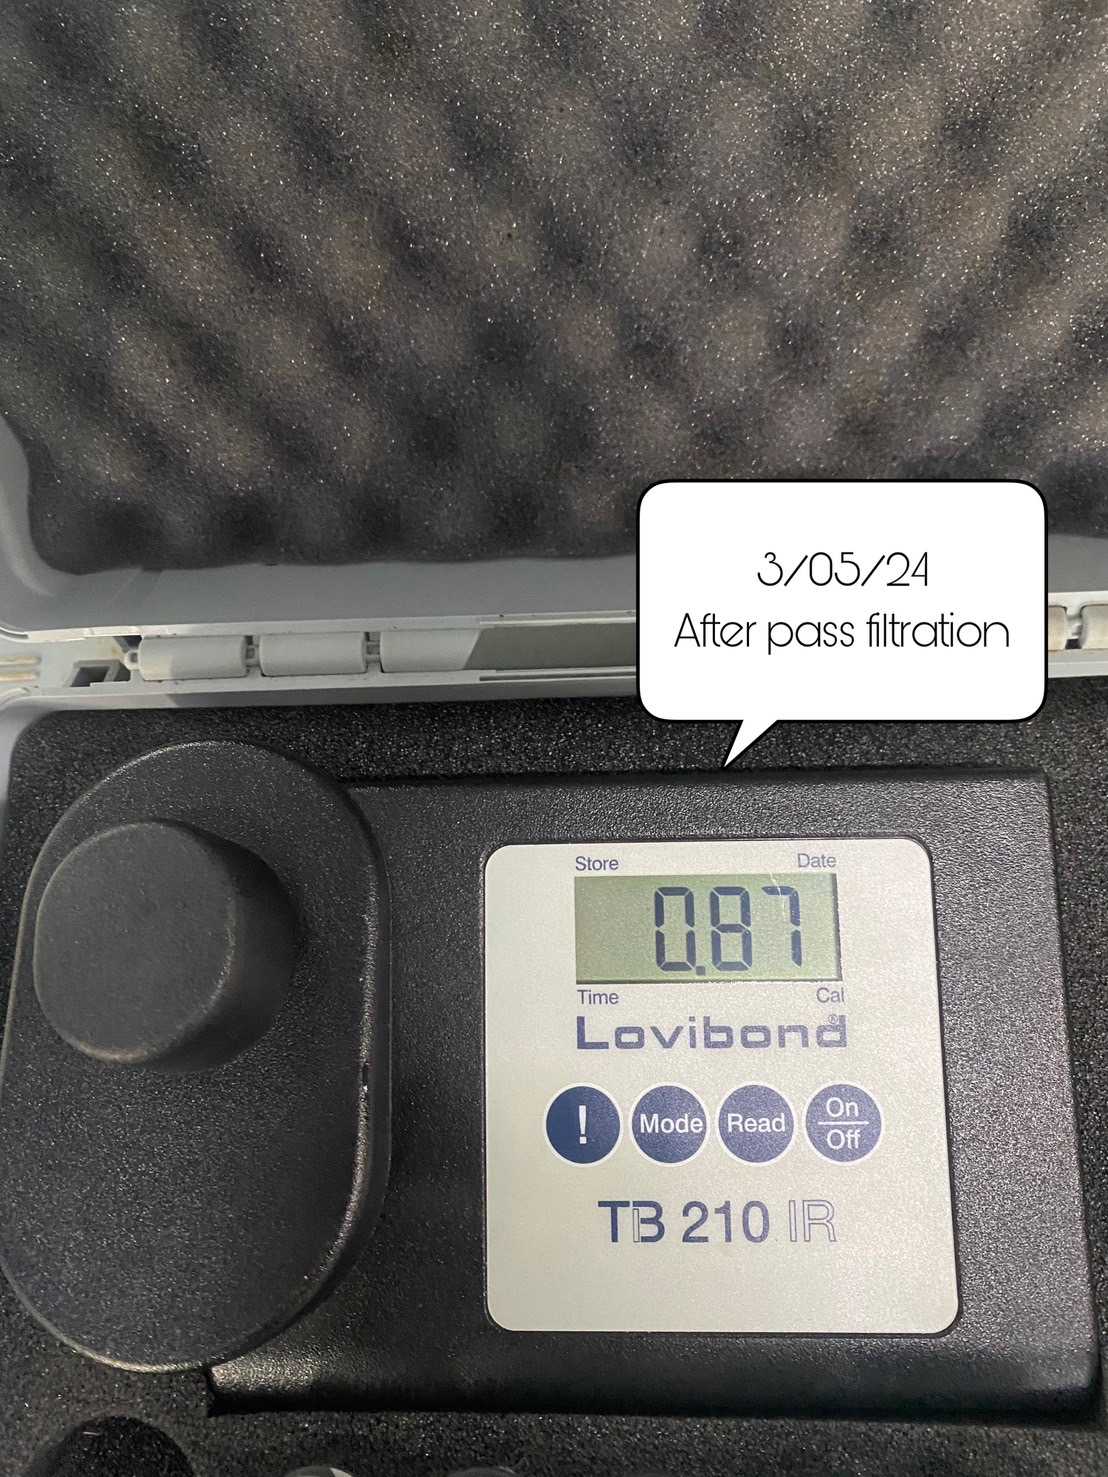 3/05/24
After pass filtration
Store Date
0.87
Time Cal
Lovibond®
! Mode Read On
Off
TB 210 IR